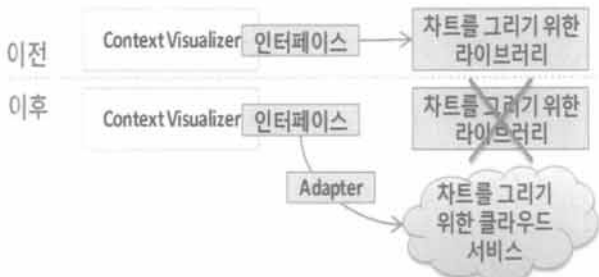 이전
Context Visualizer 인터페이스
차트를 그리기 위한
라이브러리
이후
Context Visualizer 인터페이스
차트를 그리기 위한
라이브러리
Adapter
차트를 그리기
위한 클라우드
서비스